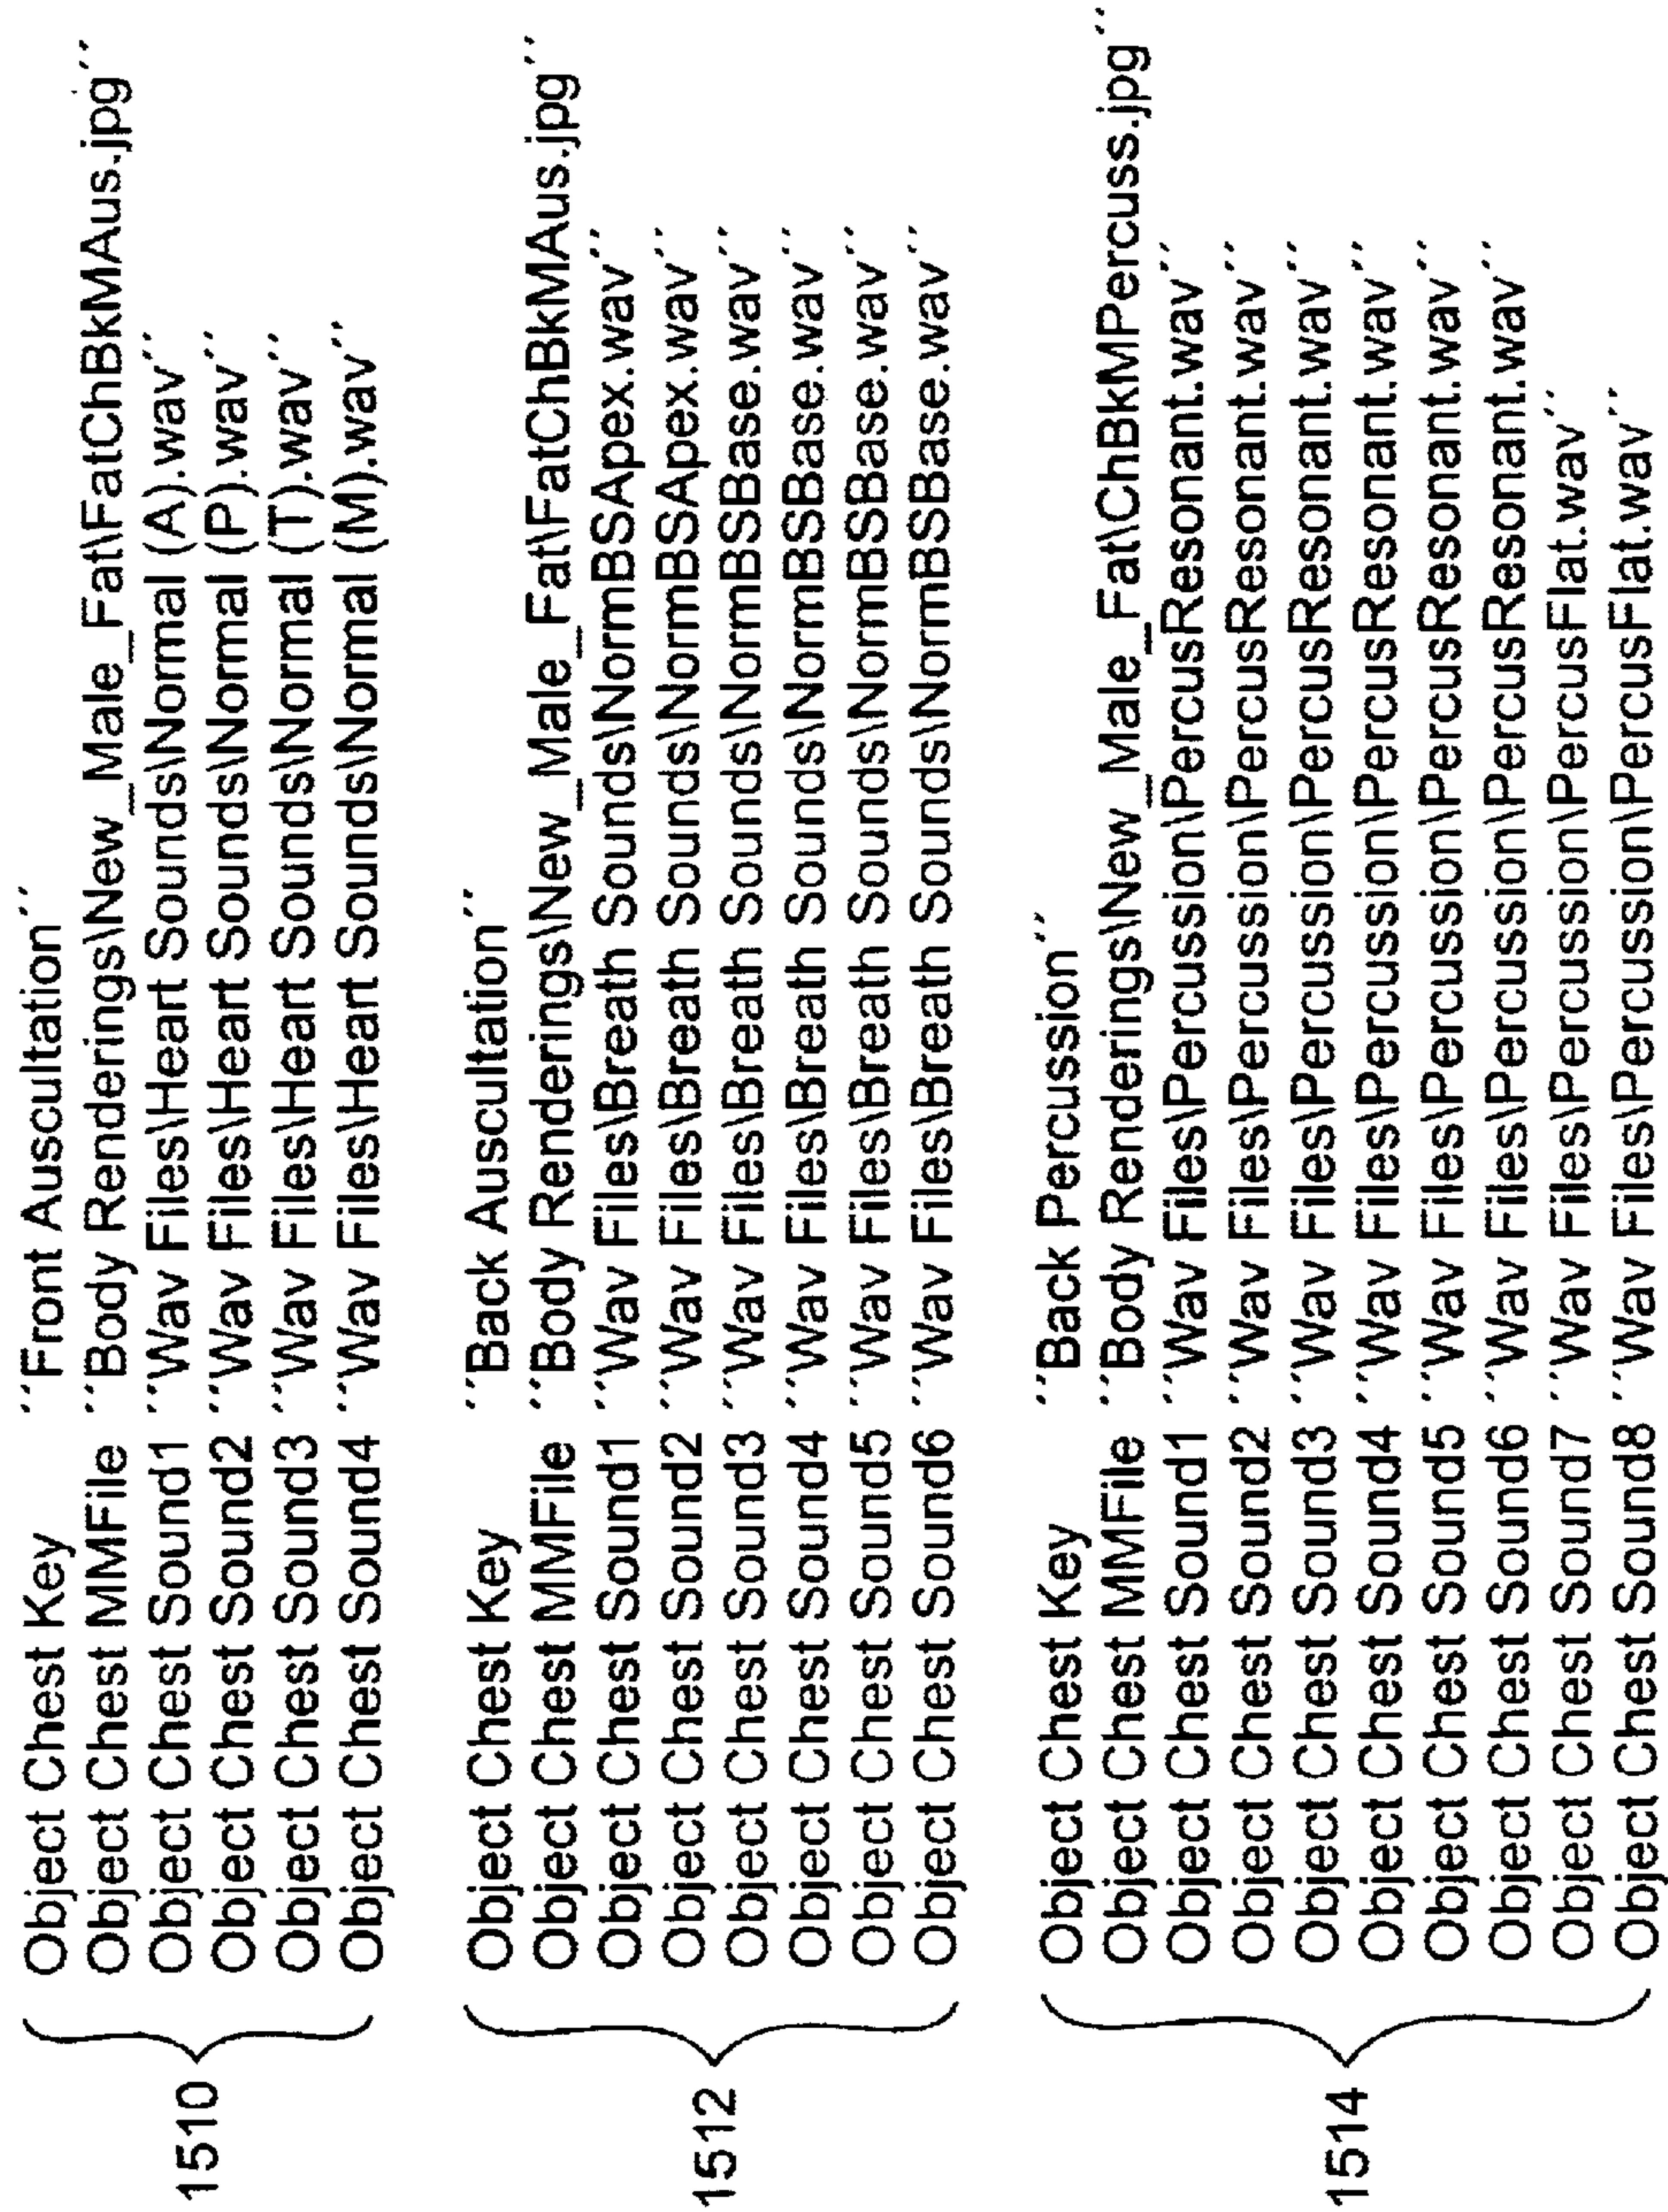 1510
Object Chest Key ´´Front Auscultation´´
Object Chest MMFile ´´Body Renderings\New_Male_Fat\FatChBkMAus.jpg´´
Object Chest Sound1 ´´Wav Files\Heart Sounds\Normal (A).wav´´
Object Chest Sound2 ´´Wav Files\Heart Sounds\Normal (P).wav´´
Object Chest Sound3 ´´Wav Files\Heart Sounds\Normal (T).wav´´
Object Chest Sound4 ´´Wav Files\Heart Sounds\Normal (M).wav´´
1512
Object Chest Key ´´Back Auscultation´´
Object Chest MMFile ´´Body Renderings\New_Male_Fat\FatChBkMAus.jpg´´
Object Chest Sound1 ´´Wav Files\Breath Sounds\NormBSApex.wav´´
Object Chest Sound2 ´´Wav Files\Breath Sounds\NormBSApex.wav´´
Object Chest Sound3 ´´Wav Files\Breath Sounds\NormBSBase.wav´´
Object Chest Sound4 ´´Wav Files\Breath Sounds\NormBSBase.wav´´
Object Chest Sound5 ´´Wav Files\Breath Sounds\NormBSBase.wav´´
Object Chest Sound6 ´´Wav Files\Breath Sounds\NormBSBase.wav´´
1514
Object Chest Key ´´Back Percussion´´
Object Chest MMFile ´´Body Renderings\New_Male_Fat\ChBkMPercuss.jpg´´
Object Chest Sound1 ´´Wav Files\Percussion\PercusResonant.wav´´
Object Chest Sound2 ´´Wav Files\Percussion\PercusResonant.wav´´
Object Chest Sound3 ´´Wav Files\Percussion\PercusResonant.wav´´
Object Chest Sound4 ´´Wav Files\Percussion\PercusResonant.wav´´
Object Chest Sound5 ´´Wav Files\Percussion\PercusResonant.wav´´
Object Chest Sound6 ´´Wav Files\Percussion\PercusResonant.wav´´
Object Chest Sound7 ´´Wav Files\Percussion\PercusFlat.wav´´
Object Chest Sound8 ´´Wav Files\Percussion\PercusFlat.wav´´